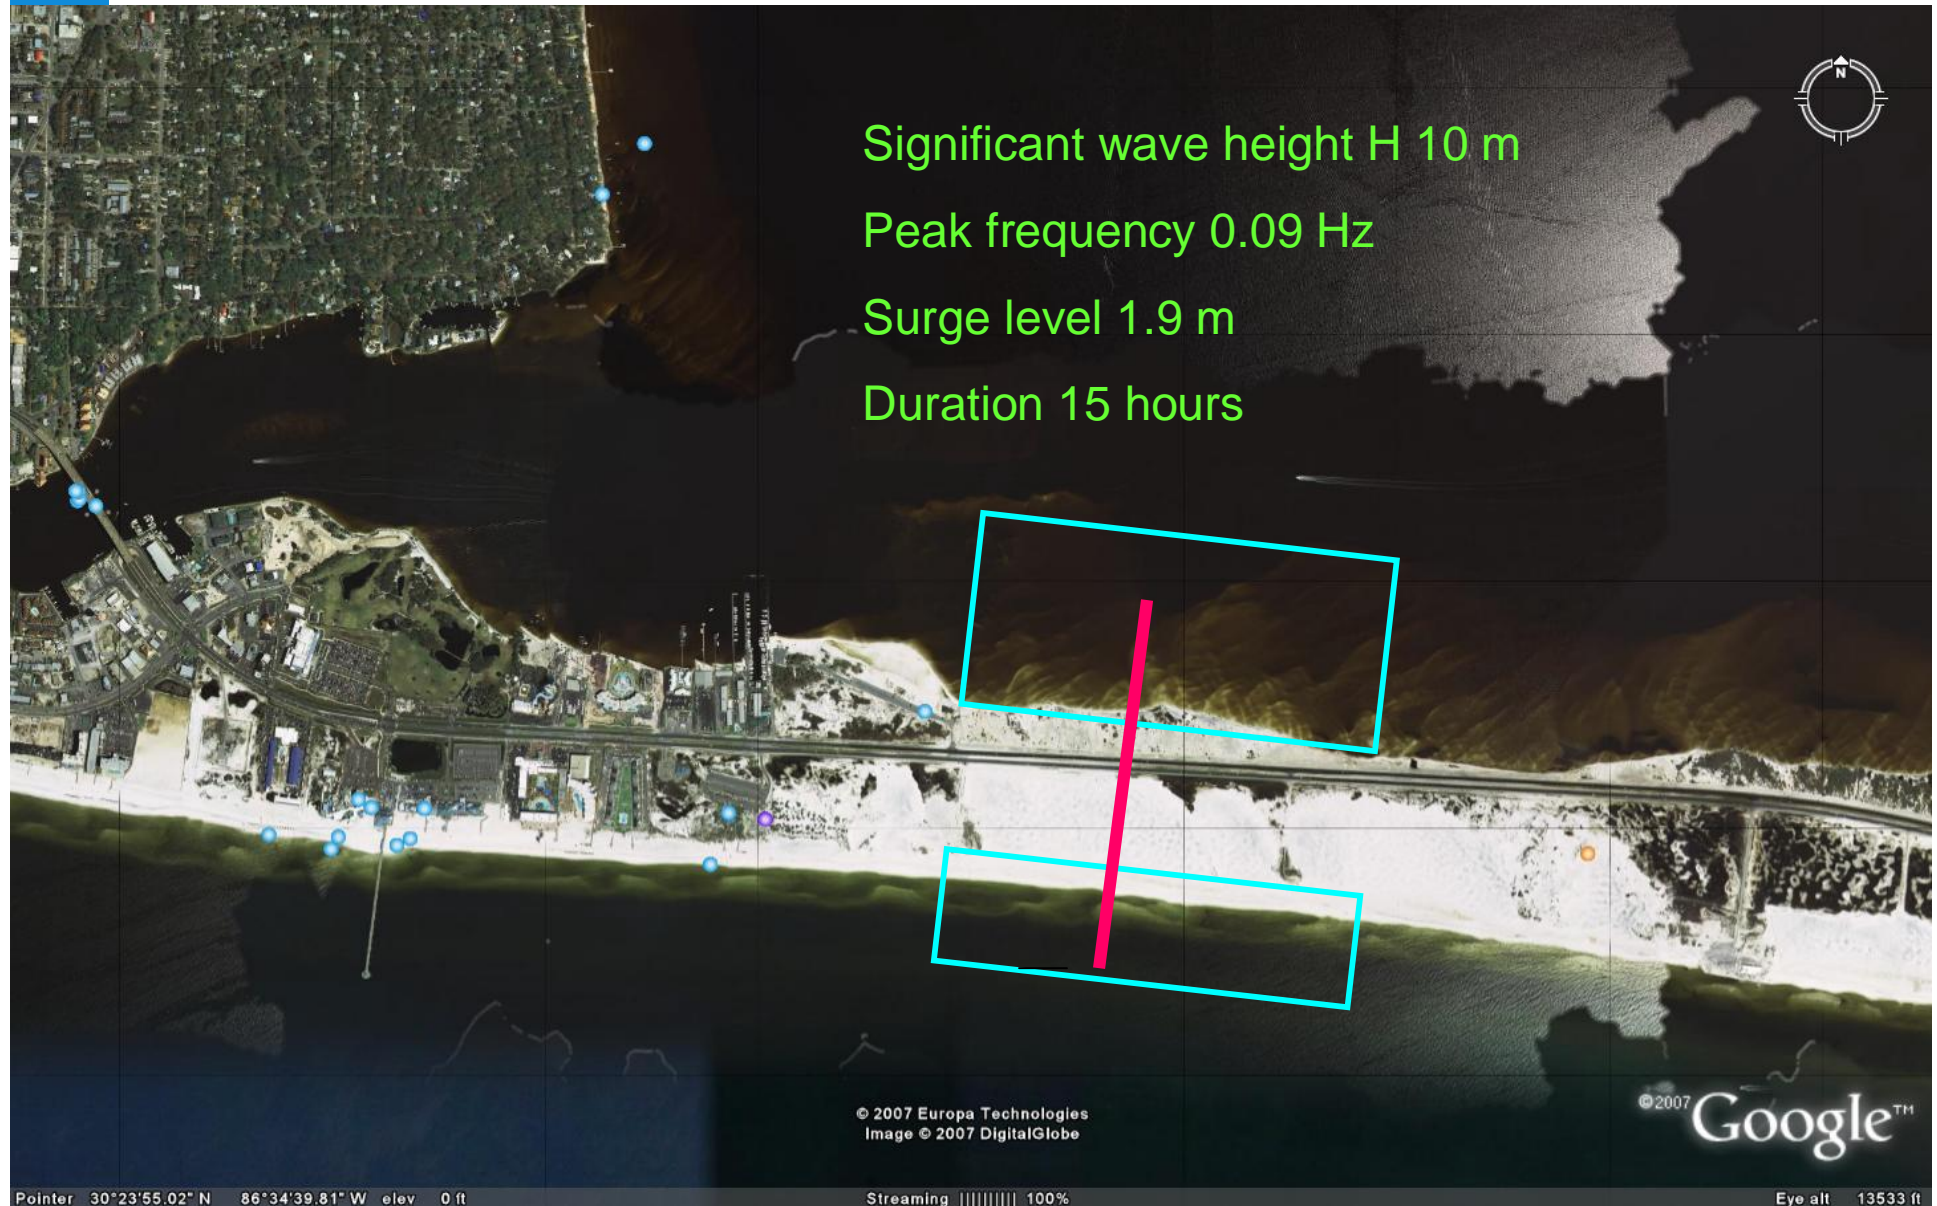 N
Significant wave height H 10 m
Peak frequency 0.09 Hz
Surge level 1.9 m
Duration 15 hours
© 2007 Europa Technologies
Image © 2007 DigitalGlobe
©2007 Google™
Pointer 30°23'55.02" N 86°34'39.81" W elev 0 ft Streaming |||||||||| 100% Eye alt 13533 ft